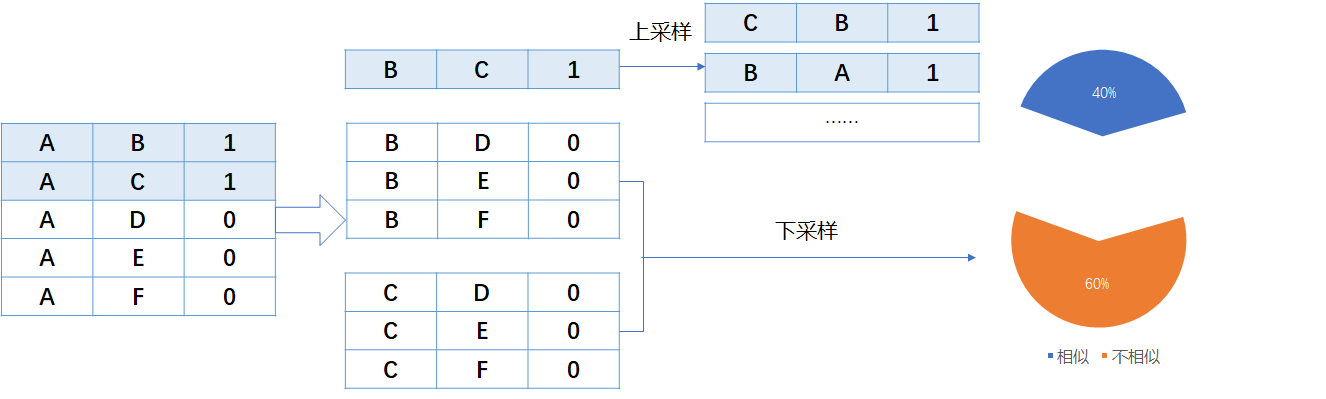 A B 1
A C 1
A D 0
A E 0
A F 0
B C 1
B D 0
B E 0
B F 0
C D 0
C E 0
C F 0
上采样
C B 1
B A 1
……
下采样
40%
60%
相似 不相似